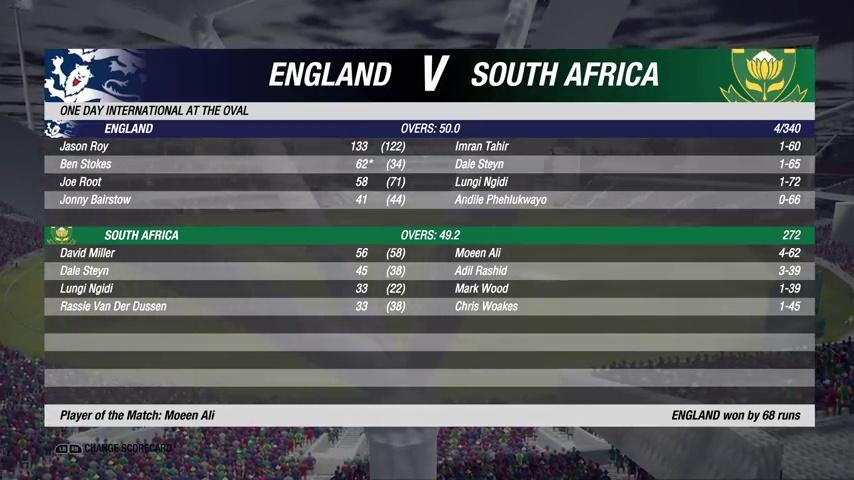 ENGLAND V SOUTH AFRICA
ONE DAY INTERNATIONAL AT THE OVAL
ENGLAND OVERS: 50.0 4/340
Jason Roy 133 (122) Imran Tahir 1-60
Ben Stokes 62* (34) Dale Steyn 1-65
Joe Root 58 (71) Lungi Ngidi 1-72
Jonny Bairstow 41 (44) Andile Phehlukwayo 0-66
SOUTH AFRICA OVERS: 49.2 272
David Miller 56 (58) Moeen Ali 4-62
Dale Steyn 45 (38) Adil Rashid 3-39
Lungi Ngidi 33 (22) Mark Wood 1-39
Rassie Van Der Dussen 33 (38) Chris Woakes 1-45
Player of the Match: Moeen Ali ENGLAND won by 68 runs
CHANGE SCORECARD